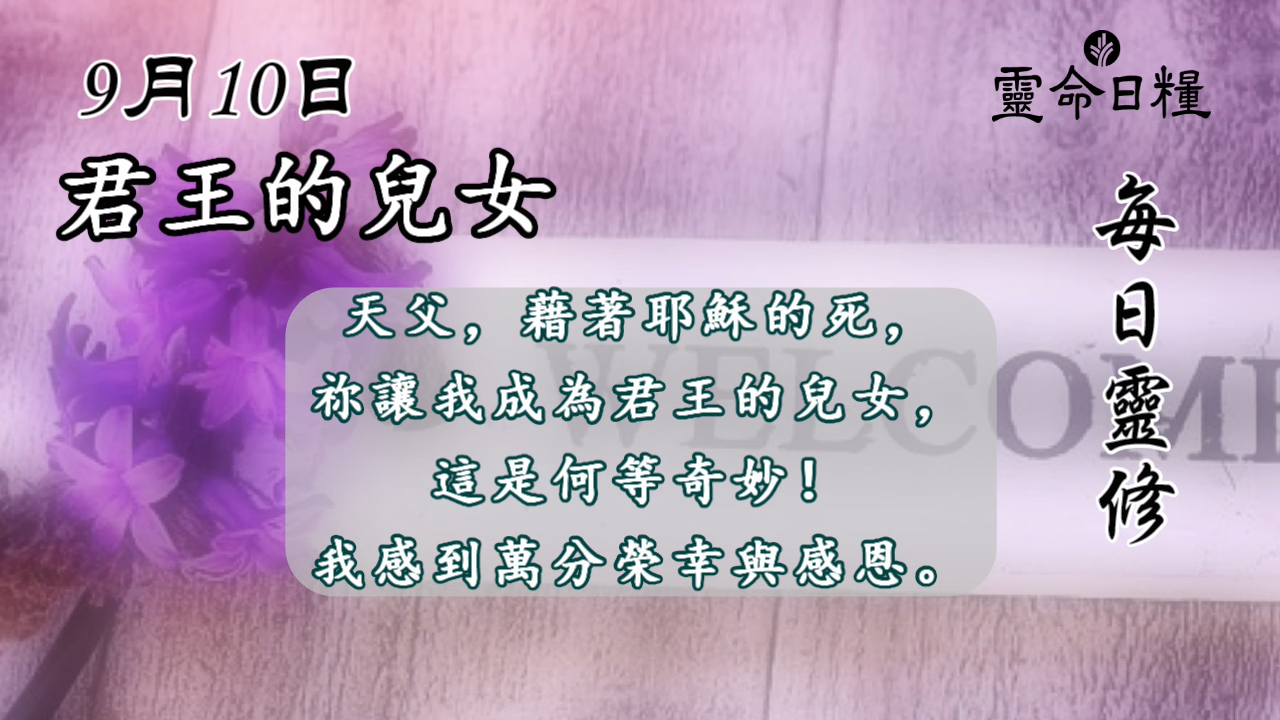 9月10日
靈命日糧
君王的兒女
每日靈修
天父，藉著耶穌的死，
祢讓我成為君王的兒女，
這是何等奇妙！
我感到萬分榮幸與感恩。
WELCOME